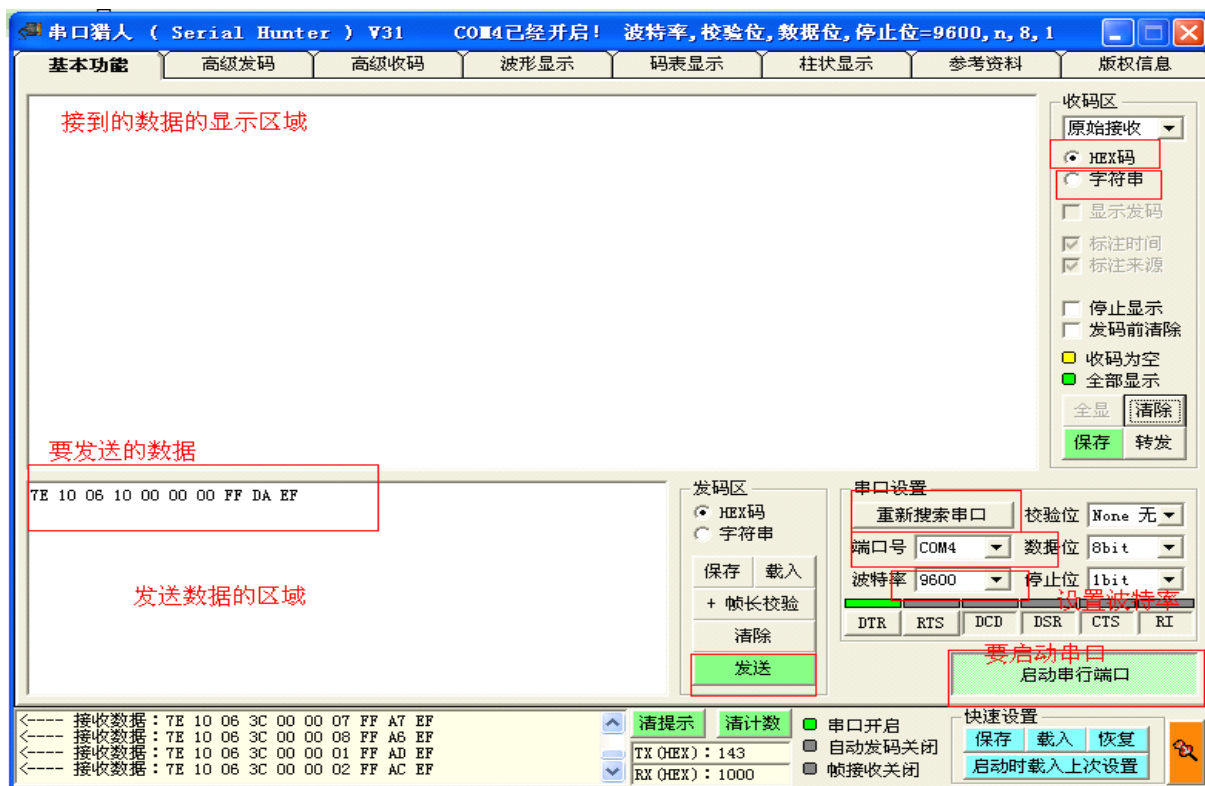 串口猎人 ( Serial Hunter ) V31 COM4已经开启! 波特率,校验位,数据位,停止位=9600,n,8,1
基本功能 高级发码 高级收码 波形显示 码表显示 柱状显示 参考资料 版权信息
接到的数据的显示区域
收码区
原始接收
HEX码
字符串
显示发码
标注时间
标注来源
停止显示
发码前清除
收码为空
全部显示
全显 清除
保存 转发
要发送的数据
7E 10 06 10 00 00 00 FF DA EF
发送数据的区域
发码区
HEX码
字符串
保存 载入
+ 帧长校验
清除
发送
串口设置
重新搜索串口 校验位 None 无
端口号 COM4 数据位 8bit
波特率 9600 停止位 1bit
设置波特率
DTR RTS DCD DSR CTS RI
要启动串口
启动串行端口
<---- 接收数据:7E 10 06 3C 00 00 07 FF A7 EF
<---- 接收数据:7E 10 06 3C 00 00 08 FF A6 EF
<---- 接收数据:7E 10 06 3C 00 00 01 FF AD EF
<---- 接收数据:7E 10 06 3C 00 00 02 FF AC EF
清提示 清计数
TX(HEX):143
RX(HEX):1000
串口开启
自动发码关闭
帧接收关闭
快速设置
保存 载入 恢复
启动时载入上次设置